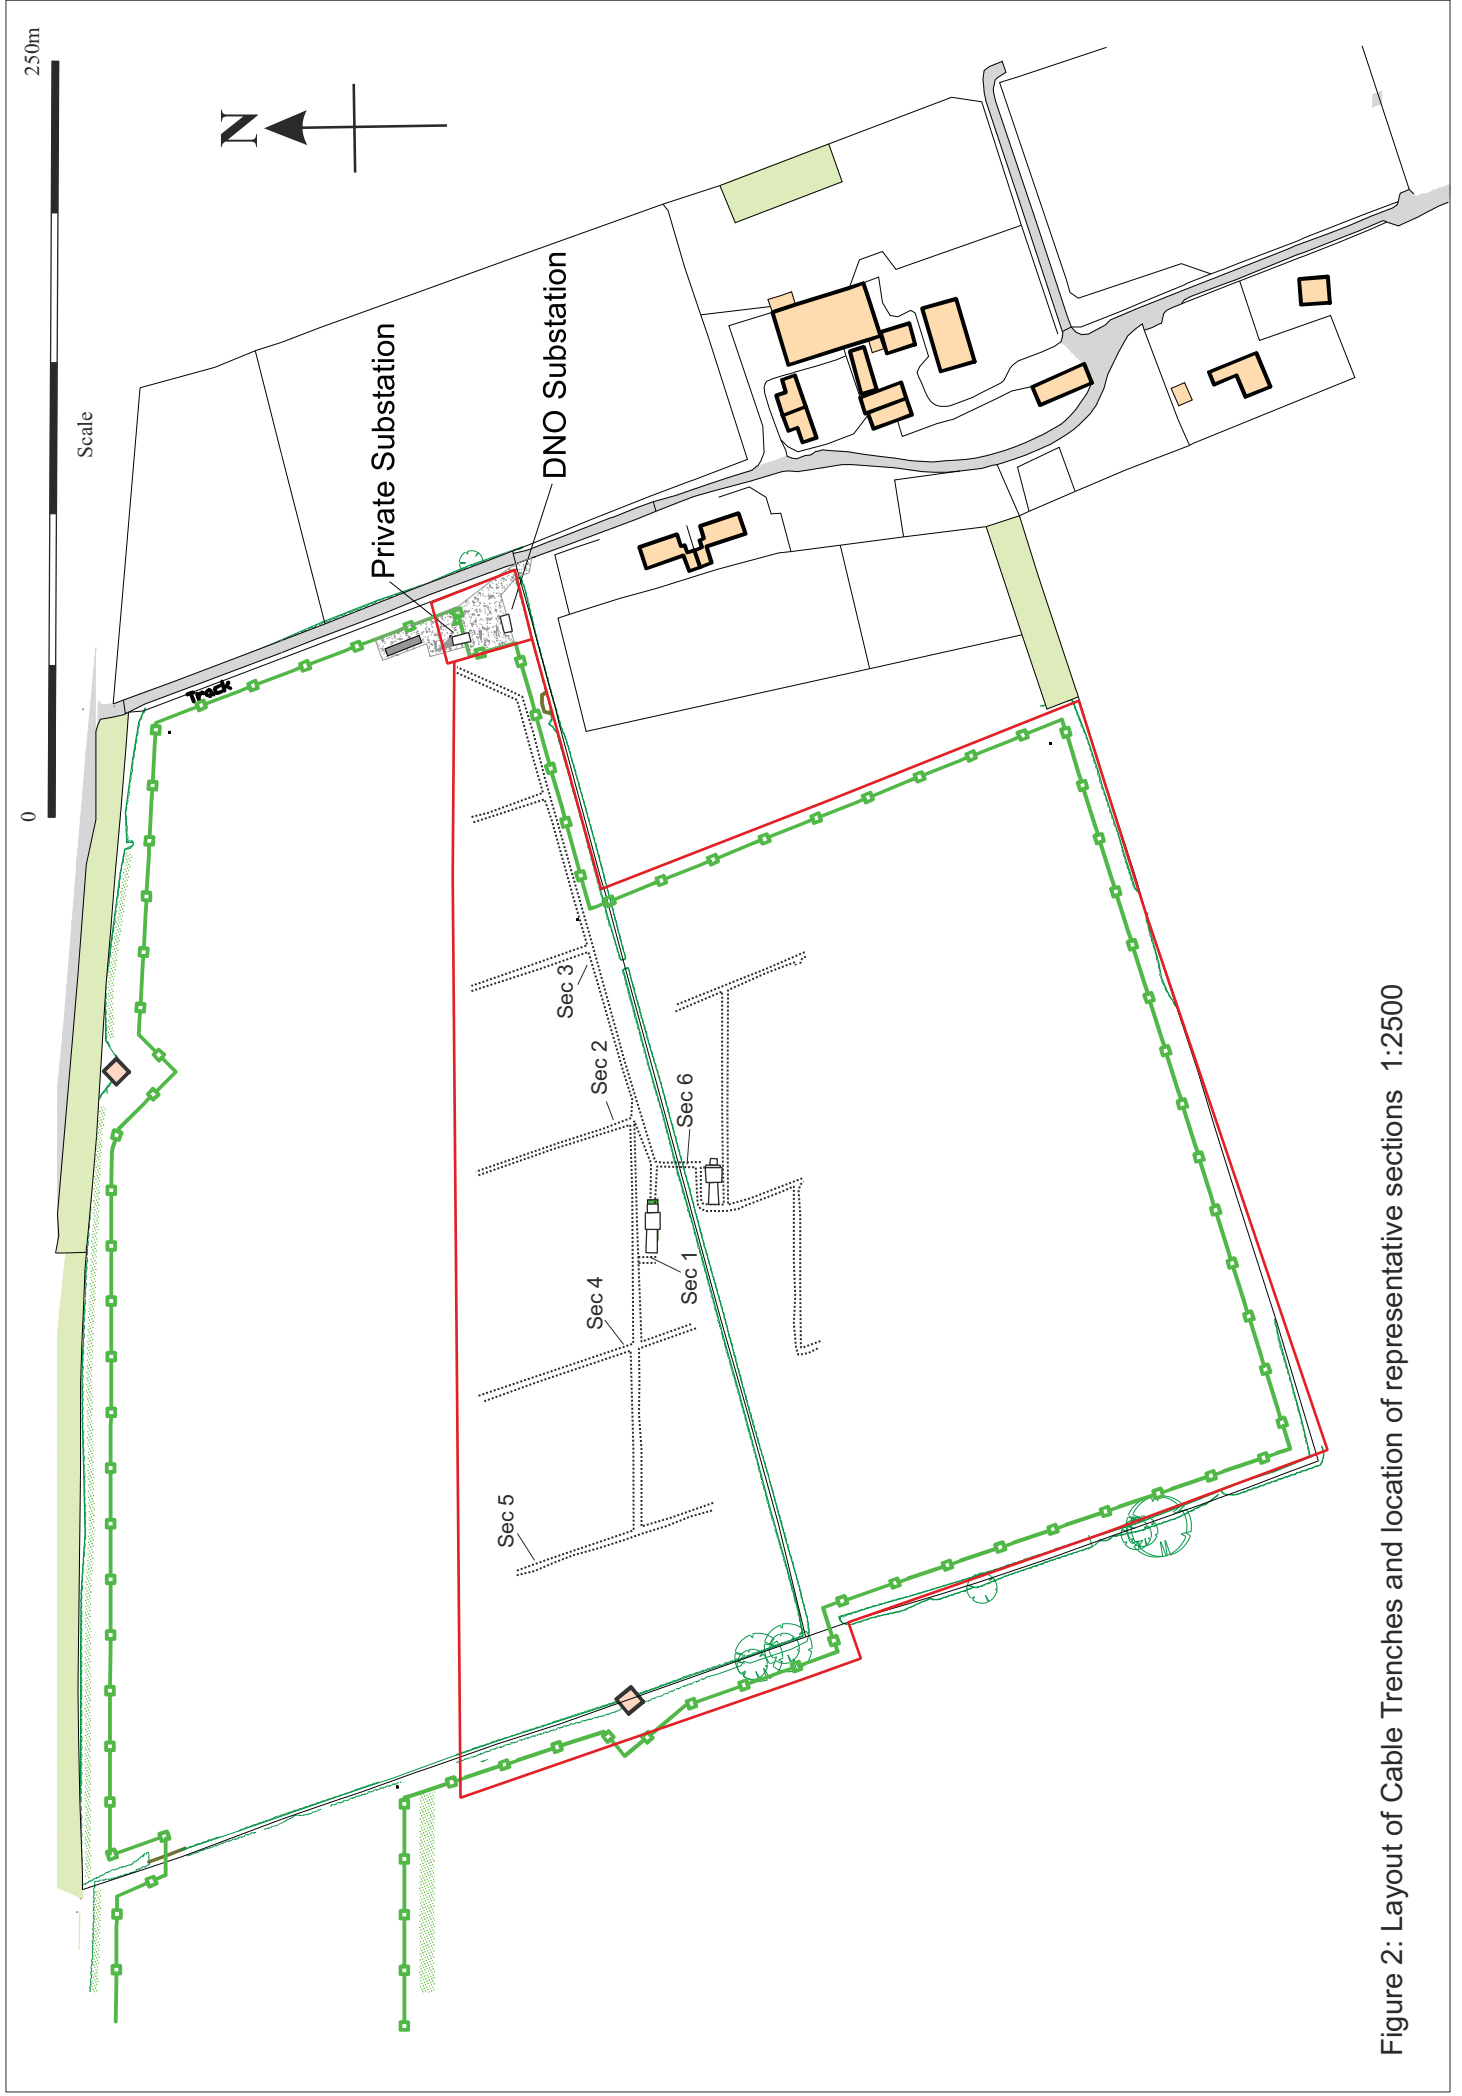 0
250m
Scale
N
Track
Private Substation
DNO Substation
Sec 5
Sec 4
Sec 1
Sec 2
Sec 6
Sec 3
Figure 2: Layout of Cable Trenches and location of representative sections 1:2500